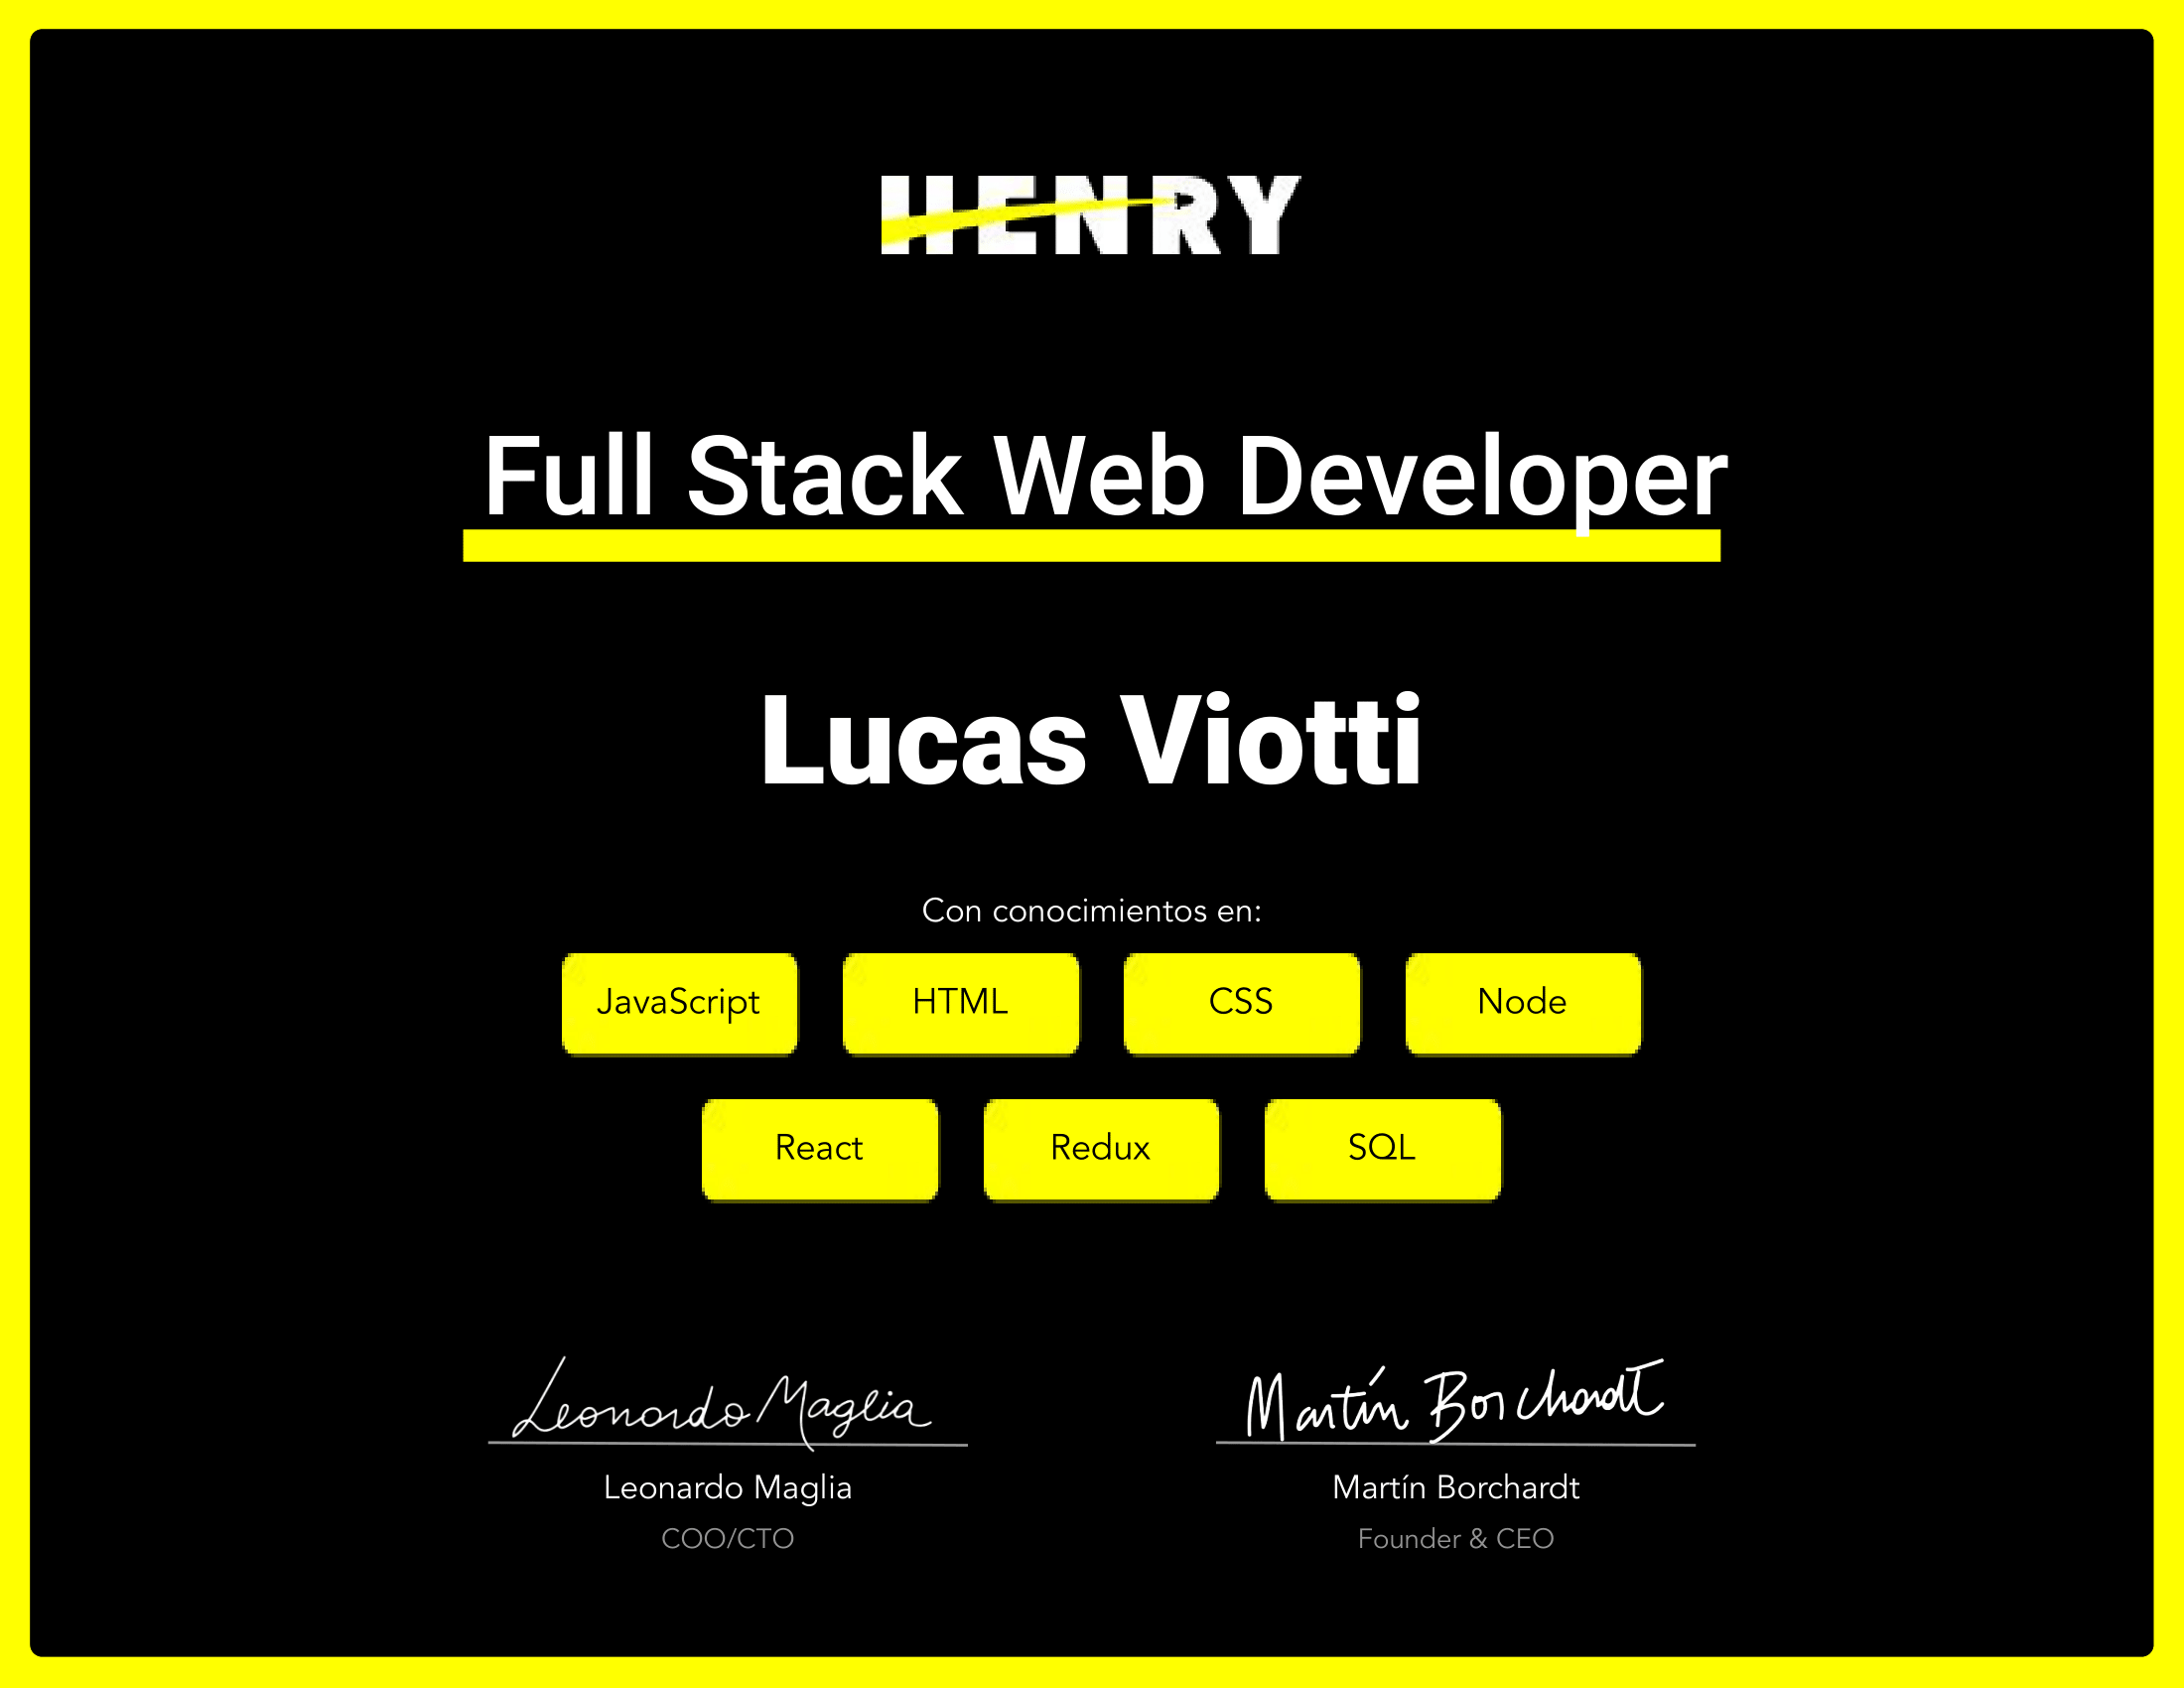 HENRY
Full Stack Web Developer
Lucas Viotti
Con conocimientos en:
JavaScript HTML CSS Node
React Redux SQL
Leonardo Maglia Martín Borchardt
Leonardo Maglia Martín Borchardt
COO/CTO Founder & CEO